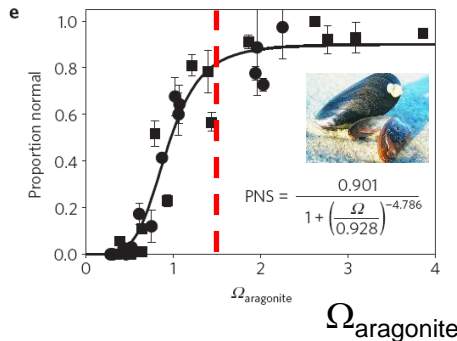 e
1.0
0.8
0.6
0.4
0.2
0.0
Proportion normal
PNS = 0.901
1 + (Ω
0.928)−4.786
0 1 2 3 4
Ωaragonite
Ωaragonite